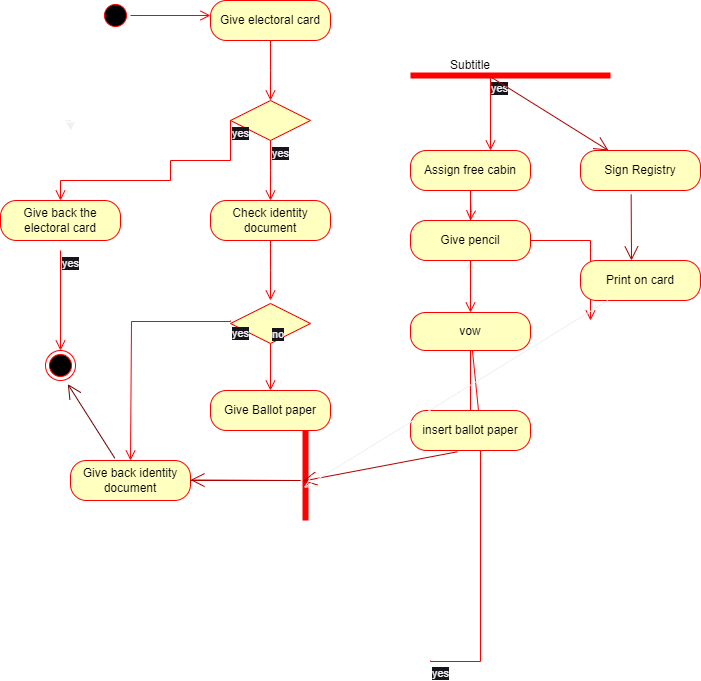 Give electoral card
Subtitle
yes
yes
yes
Assign free cabin
Sign Registry
Give back the
electoral card
Check identity
document
Give pencil
yes
Print on card
yes
no
vow
Give Ballot paper
insert ballot paper
Give back identity
document
yes